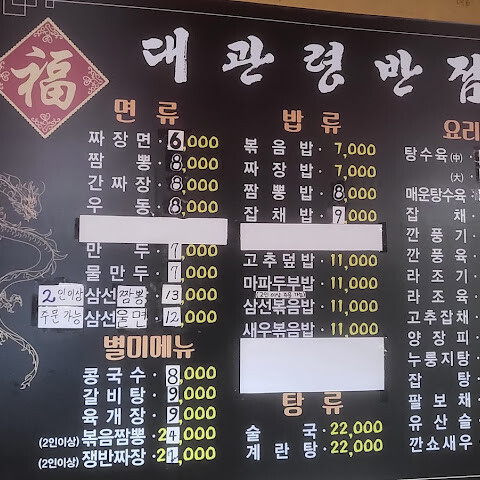 福
대관령반점
면류
짜장면 · 6,000
짬뽕 · 8,000
간짜장 · 8,000
우동 · 8,000
만두 · 7,000
물만두 · 7,000
2인이상 삼선짬뽕 · 13,000
주문 가능 삼선울면 · 12,000
별미메뉴
콩국수 8,000
갈비탕 9,000
육개장 9,000
(2인이상) 볶음짬뽕 · 24,000
(2인이상) 쟁반짜장 · 22,000
밥류
볶음밥 · 7,000
짜장밥 · 7,000
짬뽕밥 · 8,000
잡채밥 · 9,000
고추덮밥 · 11,000
마파두부밥 · 11,000
삼선볶음밥 · 11,000
새우볶음밥 · 11,000
탕류
술국 · 22,000
계란탕 · 22,000
요리
탕수육(中)
(大)
매운탕수육
잡채
깐풍기
깐풍육
라조기
라조육
고추잡채
양장피
누룽지탕
잡탕
팔보채
유산슬
깐쇼새우